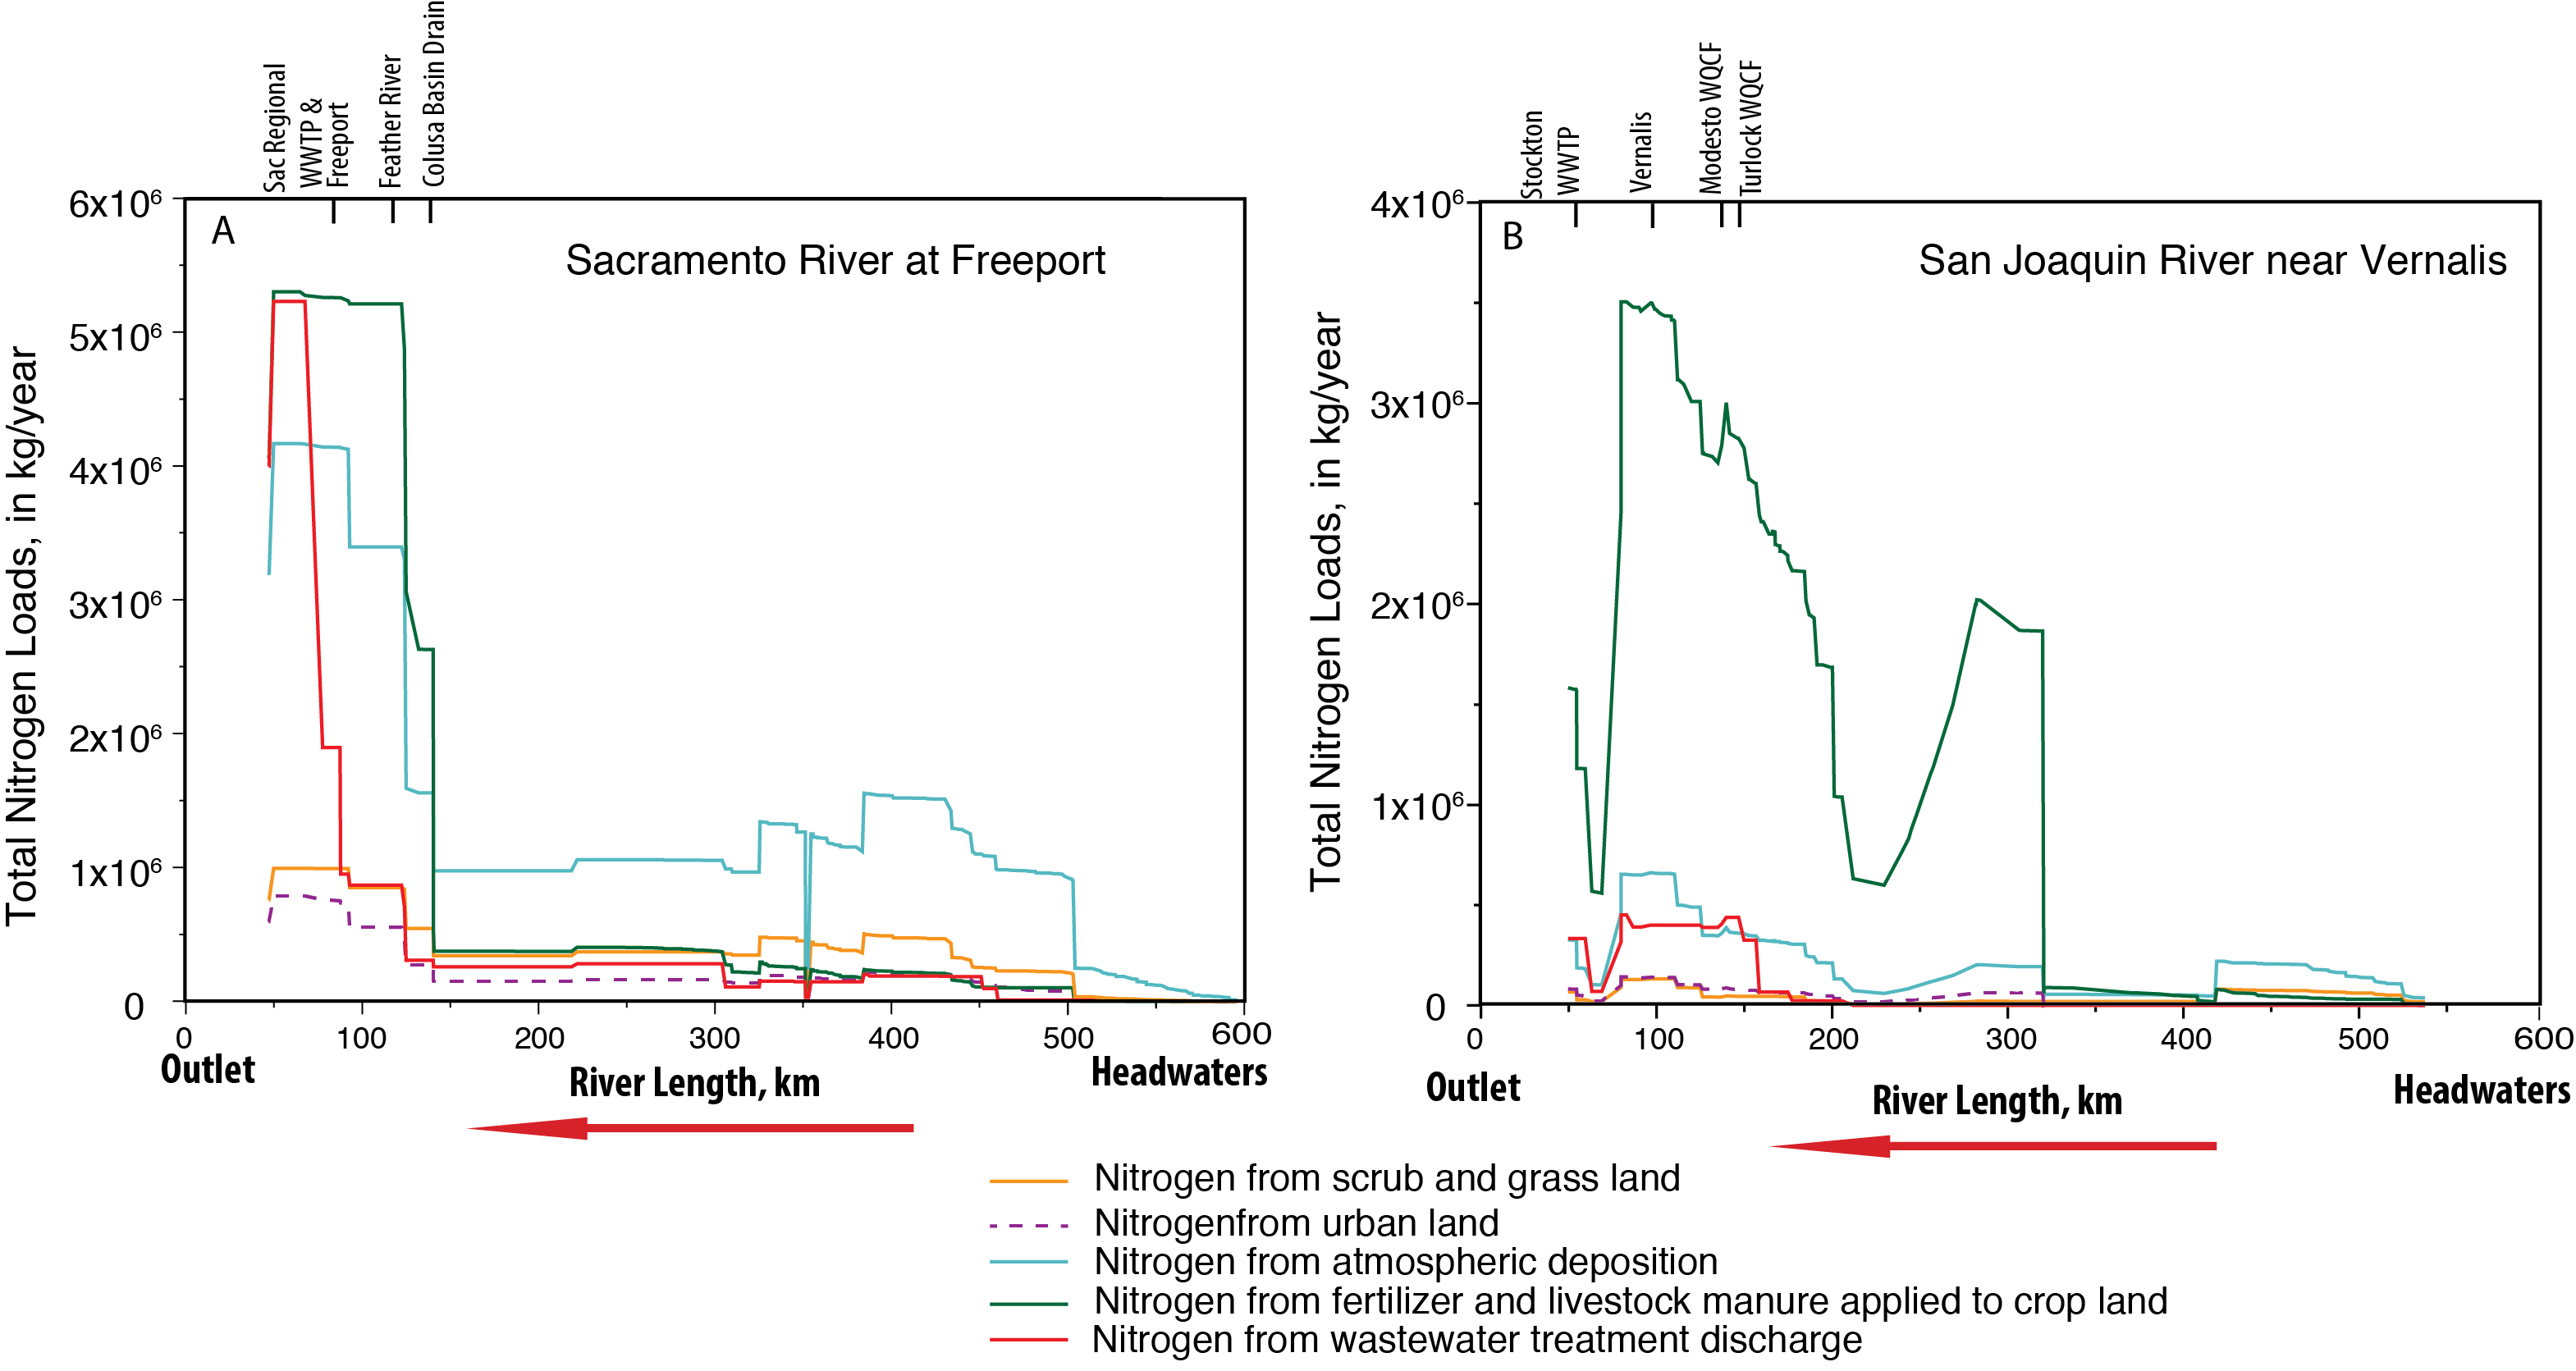 Sac Regional
WWTP &
Freeport
Feather River
Colusa Basin Drain
6x10⁶
5x10⁶
4x10⁶
3x10⁶
2x10⁶
1x10⁶
0
Total Nitrogen Loads, in kg/year
A
Sacramento River at Freeport
0
100
200
300
400
500
600
Outlet
River Length, km
Headwaters
Stockton
WWTP
Vernalis
Modesto WQCF
Turlock WQCF
4x10⁶
3x10⁶
2x10⁶
1x10⁶
0
Total Nitrogen Loads, in kg/year
B
San Joaquin River near Vernalis
0
100
200
300
400
500
600
Outlet
River Length, km
Headwaters
Nitrogen from scrub and grass land
Nitrogenfrom urban land
Nitrogen from atmospheric deposition
Nitrogen from fertilizer and livestock manure applied to crop land
Nitrogen from wastewater treatment discharge